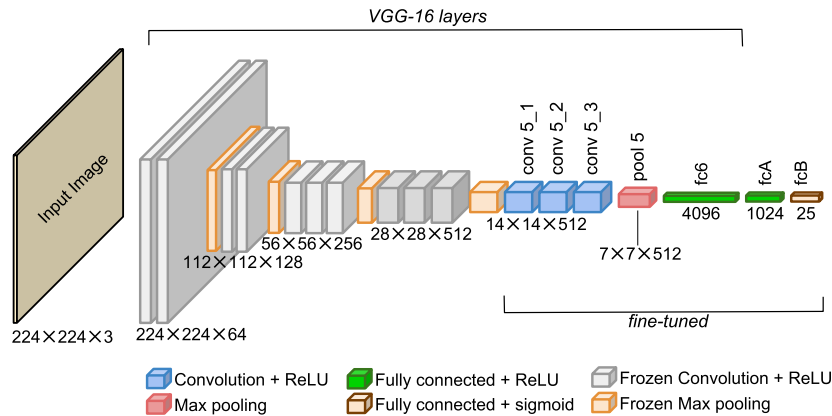 VGG-16 layers
Input Image
conv 5_1
conv 5_2
conv 5_3
pool 5
fc6
fcA
fcB
4096
1024
25
14×14×512
28×28×512
56×56×256
7×7×512
112×112×128
224×224×3
224×224×64
fine-tuned
Convolution + ReLU
Fully connected + ReLU
Frozen Convolution + ReLU
Max pooling
Fully connected + sigmoid
Frozen Max pooling